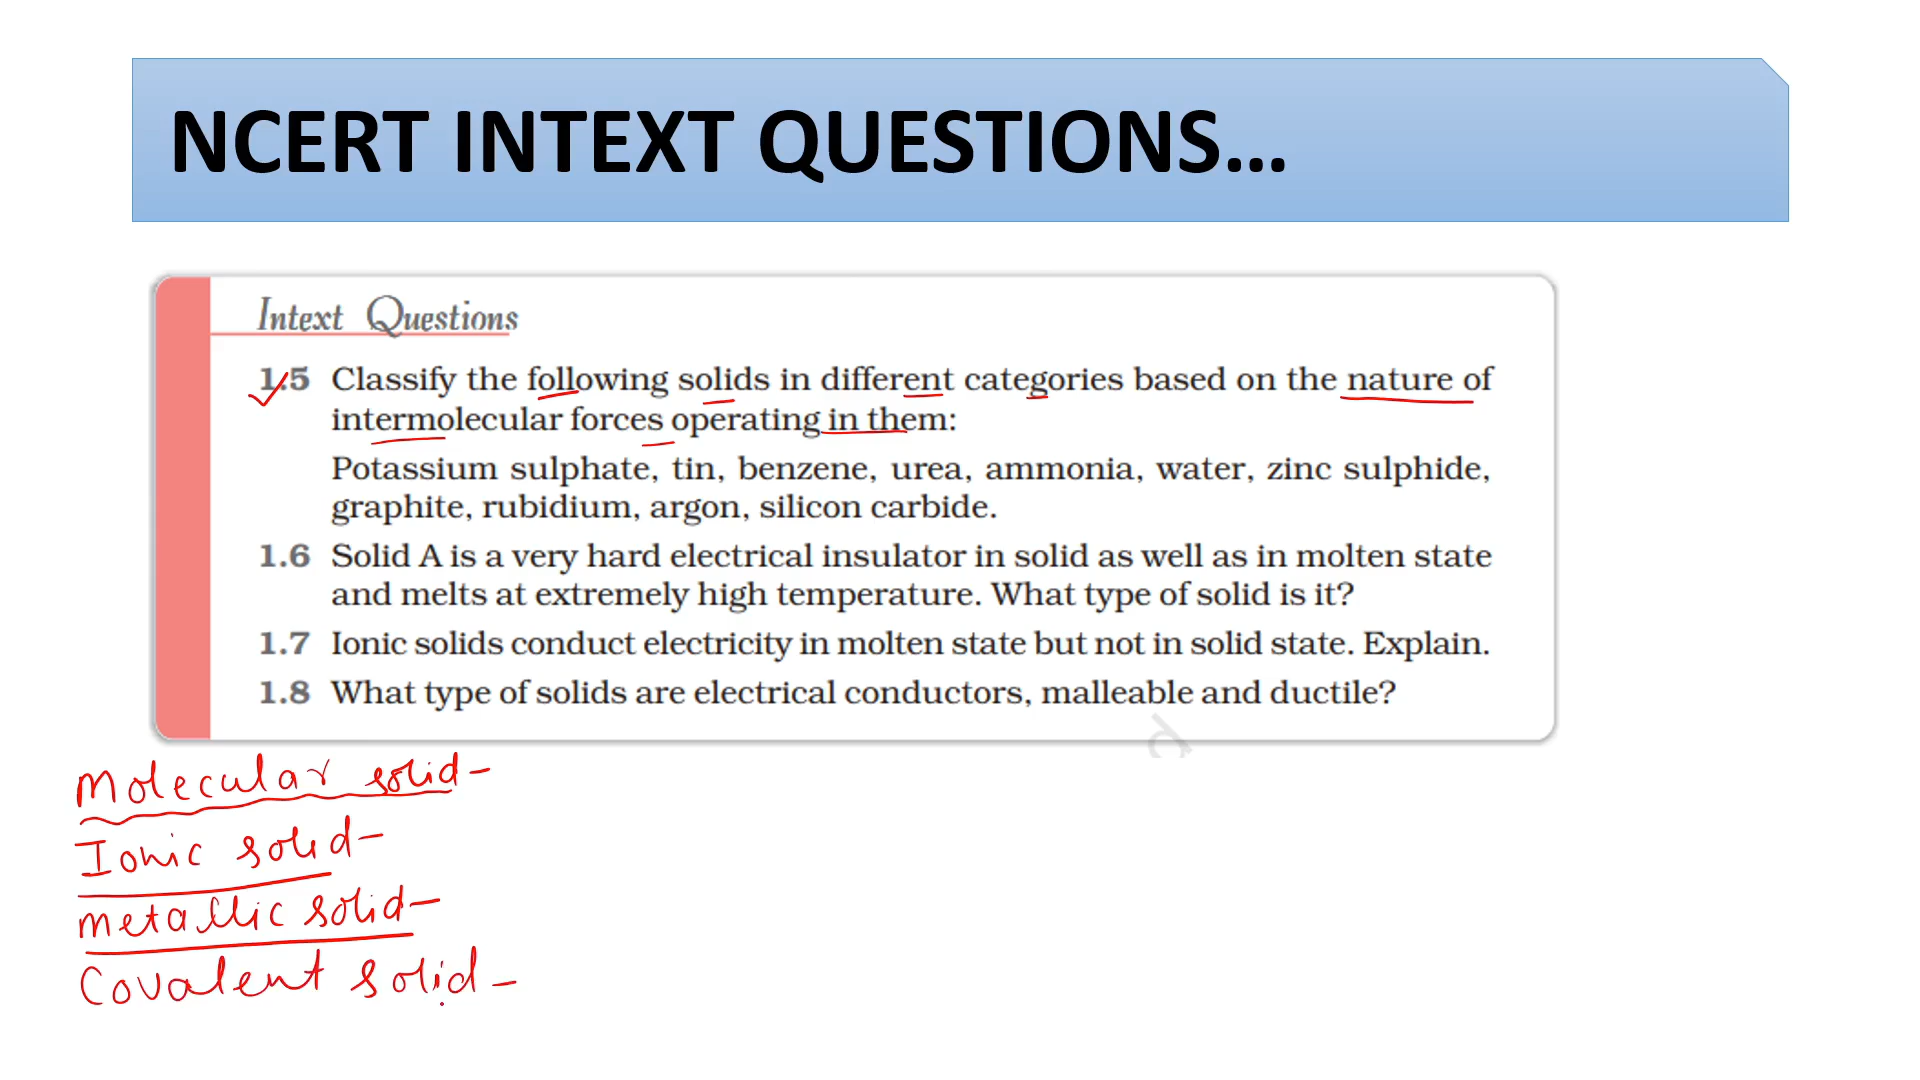 NCERT INTEXT QUESTIONS...
Intext Questions
1.5 Classify the following solids in different categories based on the nature of
intermolecular forces operating in them:
Potassium sulphate, tin, benzene, urea, ammonia, water, zinc sulphide,
graphite, rubidium, argon, silicon carbide.
1.6 Solid A is a very hard electrical insulator in solid as well as in molten state
and melts at extremely high temperature. What type of solid is it?
1.7 Ionic solids conduct electricity in molten state but not in solid state. Explain.
1.8 What type of solids are electrical conductors, malleable and ductile?
Molecular solid-
Ionic solid-
metallic solid-
Covalent solid-